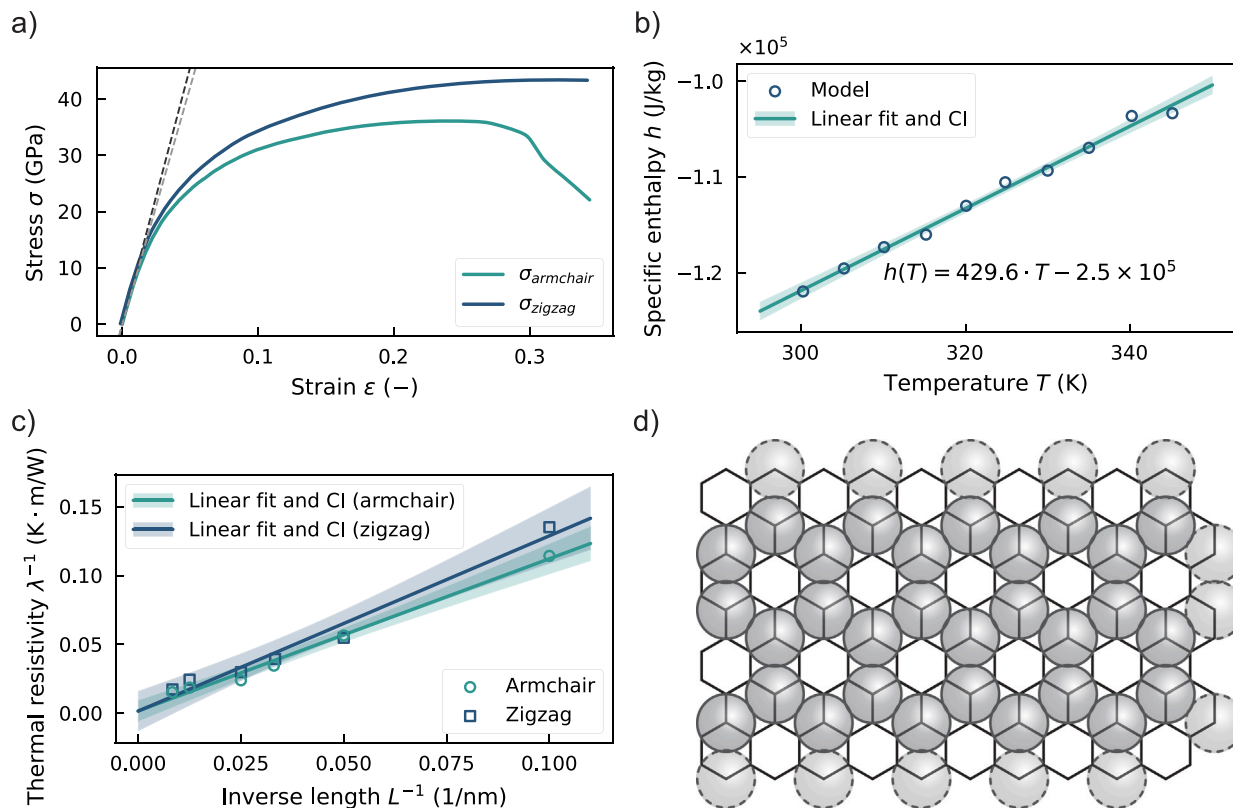 a)
Stress σ (GPa)
40
30
20
10
0
0.0
0.1
0.2
0.3
Strain ε (−)
σ_armchair
σ_zigzag
b)
×10⁵
Specific enthalpy h (J/kg)
−1.0
−1.1
−1.2
300
320
340
Temperature T (K)
Model
Linear fit and CI
h(T) = 429.6 · T − 2.5 × 10⁵
c)
Thermal resistivity λ⁻¹ (K · m/W)
0.15
0.10
0.05
0.00
0.000
0.025
0.050
0.075
0.100
Inverse length L⁻¹ (1/nm)
Linear fit and CI (armchair)
Linear fit and CI (zigzag)
Armchair
Zigzag
d)